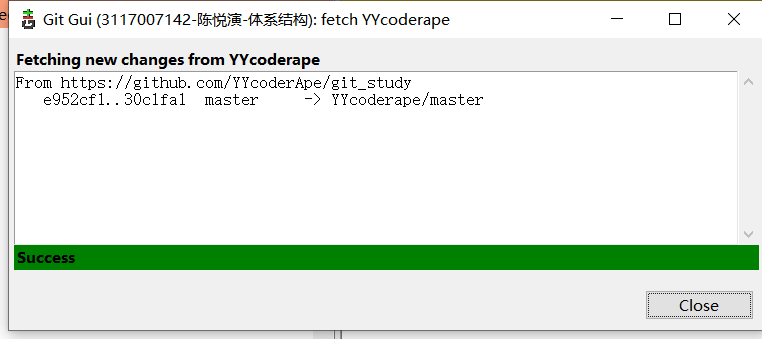 Git Gui (3117007142-陈悦演-体系结构): fetch YYcoderape
Fetching new changes from YYcoderape
From https://github.com/YYcoderApe/git_study
e952cf1..30c1fa1 master -> YYcoderape/master
Success
Close